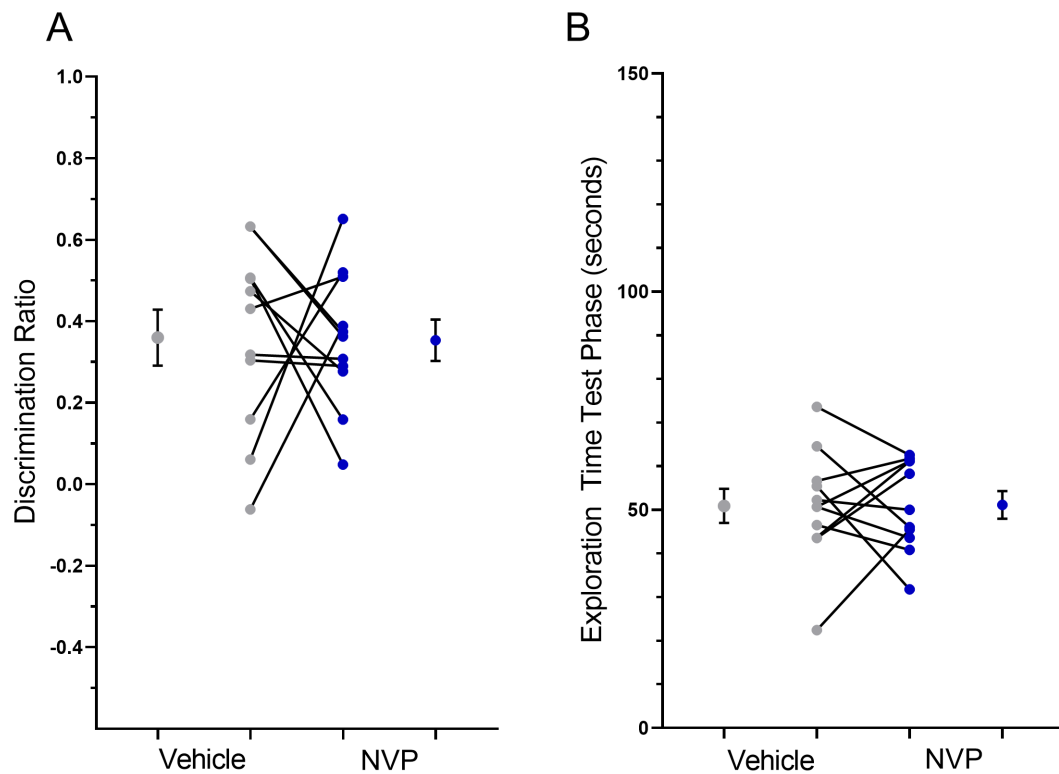 A
Discrimination Ratio
1.0
0.8
0.6
0.4
0.2
0.0
-0.2
-0.4
Vehicle
NVP
B
Exploration Time Test Phase (seconds)
150
100
50
0
Vehicle
NVP